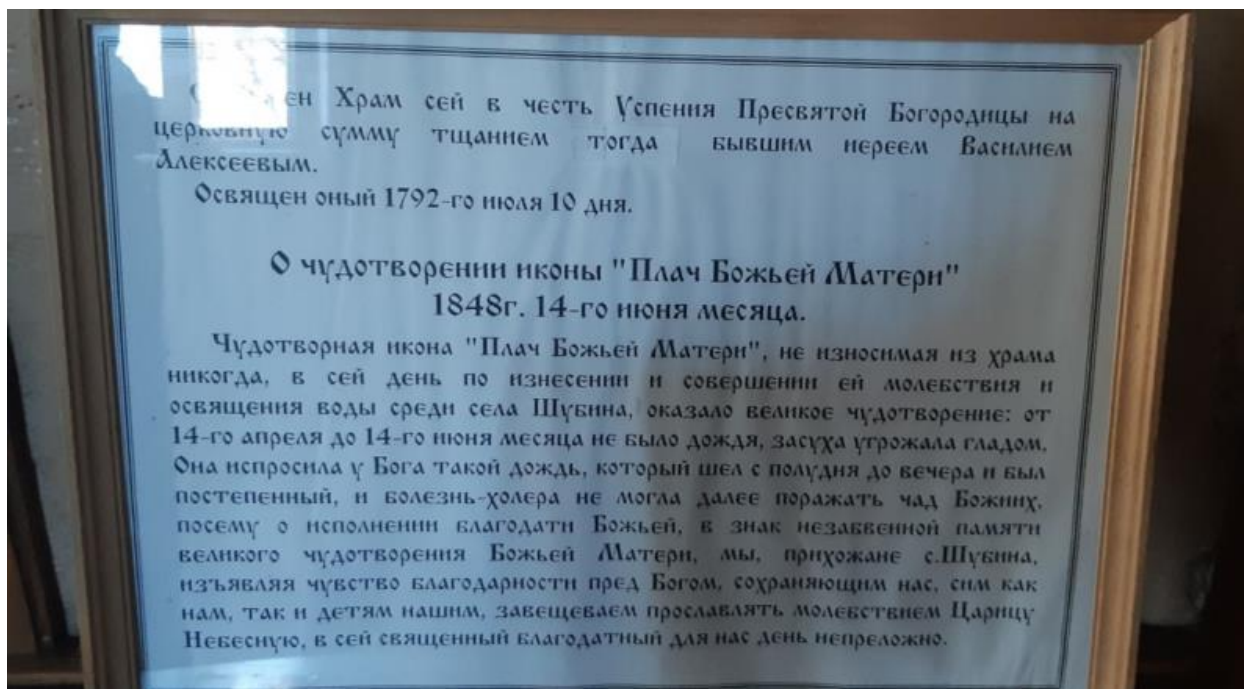 Храм сей в честь Успения Пресвятой Богородицы на
церковную сумму тщанием тогда бывшим иереем Василием
Алексеевым.
Освящен оный 1792-го июля 10 дня.
О чудотворении иконы "Плач Божьей Матери"
1848г. 14-го июня месяца.
Чудотворная икона "Плач Божьей Матери", не износимая из храма
никогда, в сей день по изнесении и совершении ей молебствия и
освящения воды среди села Шубина, оказало великое чудотворение: от
14-го апреля до 14-го июня месяца не было дождя, засуха угрожала гладом.
Она испросила у Бога такой дождь, который шел с полудня до вечера и был
постепенный, и болезнь-холера не могла далее поражать чад Божиих,
посему о исполнении благодати Божьей, в знак незабвенной памяти
великого чудотворения Божьей Матери, мы, прихожане с.Шубина,
изъявляя чувство благодарности пред Богом, сохраняющим нас, сим как
нам, так и детям нашим, завещеваем прославлять молебствием Царицу
Небесную, в сей священный благодатный для нас день непреложно.